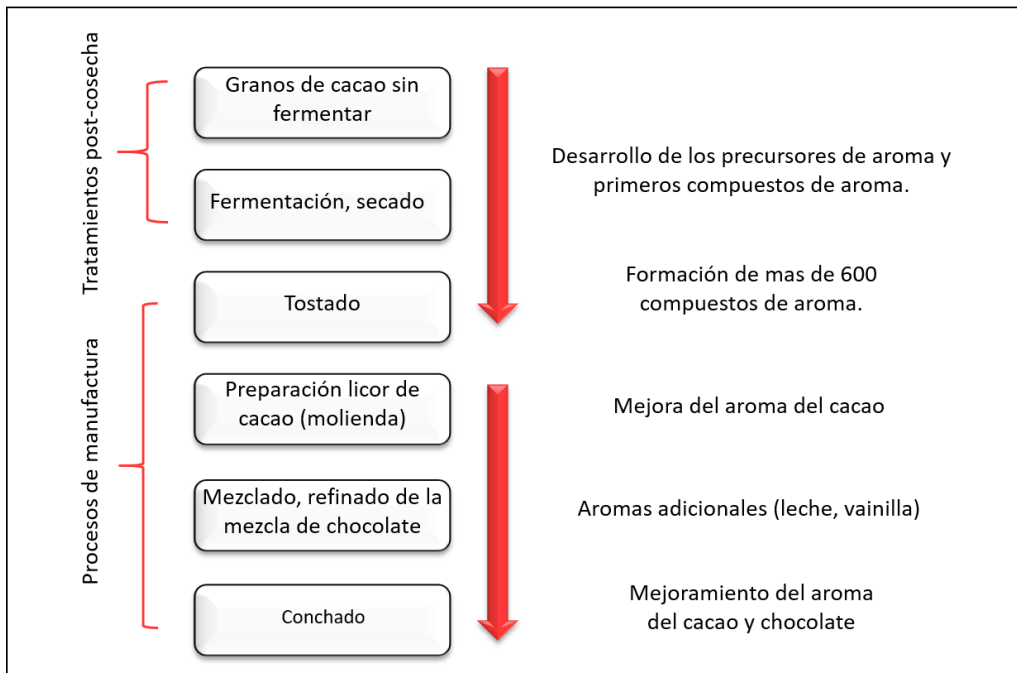 Tratamientos post-cosecha
Granos de cacao sin
fermentar
Fermentación, secado
Desarrollo de los precursores de aroma y
primeros compuestos de aroma.
Procesos de manufactura
Tostado
Formación de mas de 600
compuestos de aroma.
Preparación licor de
cacao (molienda)
Mejora del aroma del cacao
Mezclado, refinado de la
mezcla de chocolate
Aromas adicionales (leche, vainilla)
Conchado
Mejoramiento del aroma
del cacao y chocolate